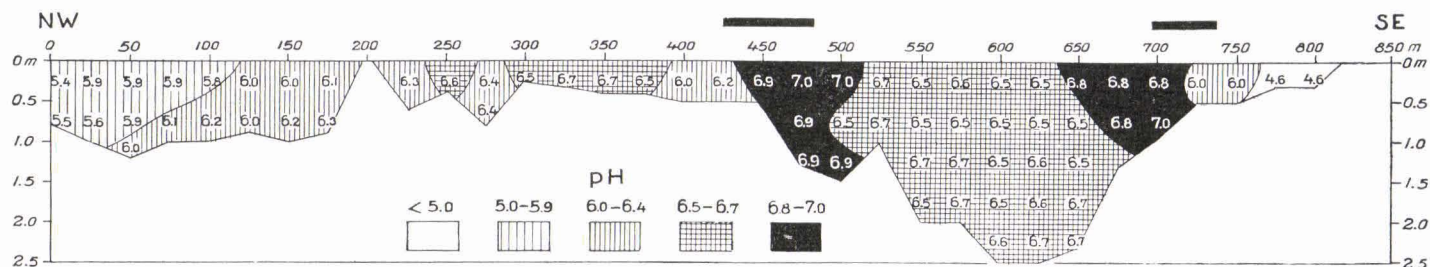 NW SE
0 50 100 150 200 250 300 350 400 450 500 550 600 650 700 750 800 850 m
0 m 5.4 5.9 5.9 5.9 5.8 6.0 6.0 6.1 6.3 6.6 6.4 6.5 6.7 6.7 6.5 6.0 6.2 6.9 7.0 7.0 6.7 6.5 6.6 6.5 6.5 6.8 6.8 6.8 6.0 6.0 4.6 4.6 0 m
0.5 5.5 5.6 5.9 6.1 6.2 6.0 6.2 6.3 6.4 6.9 6.5 6.7 6.5 6.5 6.5 6.5 6.5 6.8 7.0 0.5
1.0 6.0 6.9 6.9 6.7 6.7 6.5 6.6 6.5 1.0
1.5 pH 1.5
< 5.0 5.0-5.9 6.0-6.4 6.5-6.7 6.8-7.0 6.5 6.7 6.5 6.6 6.7
2.0 6.6 6.7 6.7 2.0
2.5 2.5